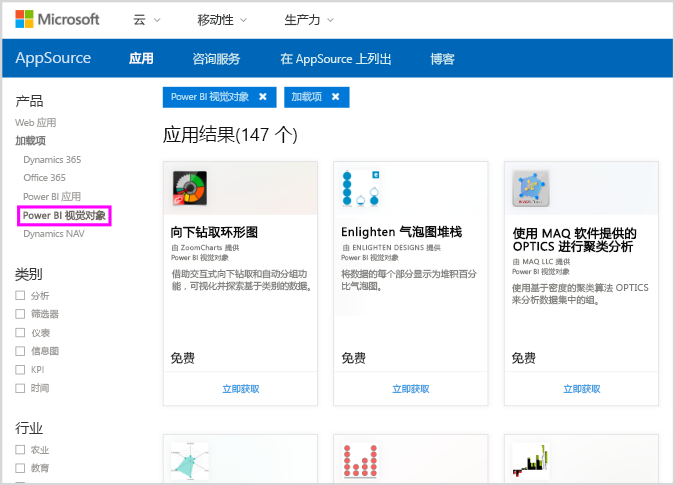 Microsoft 云 移动性 生产力
AppSource 应用 咨询服务 在 AppSource 上列出 博客
产品
Web 应用
加载项
Dynamics 365
Office 365
Power BI 应用
Power BI 视觉对象
Dynamics NAV
类别
分析
筛选器
仪表
信息图
KPI
时间
行业
农业
教育
Power BI 视觉对象 ✕ 加载项 ✕
应用结果(147 个)
向下钻取环形图
由 ZoomCharts 提供
Power BI 视觉对象
借助交互式向下钻取和自动分组功
能，可视化并探索基于类别的数据。
免费
立即获取
Enlighten 气泡图堆栈
由 ENLIGHTEN DESIGNS 提供
Power BI 视觉对象
将数据的每个部分显示为堆积百分
比气泡图。
免费
立即获取
使用 MAQ 软件提供的
OPTICS 进行聚类分析
由 MAQ LLC 提供
Power BI 视觉对象
使用基于密度的聚类算法 OPTICS
来分析数据集中的组。
免费
立即获取